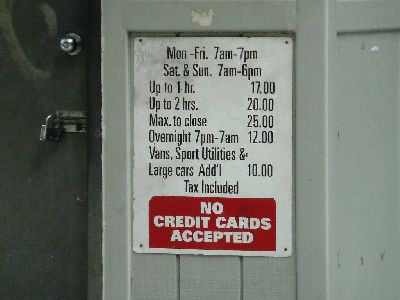 Mon-Fri. 7am-7pm
Sat. & Sun. 7am-6pm
Up to 1 hr. 17.00
Up to 2 hrs. 20.00
Max. to close 25.00
Overnight 7pm-7am 12.00
Vans, Sport Utilities &
Large cars Add'l 10.00
Tax Included
NO
CREDIT CARDS
ACCEPTED